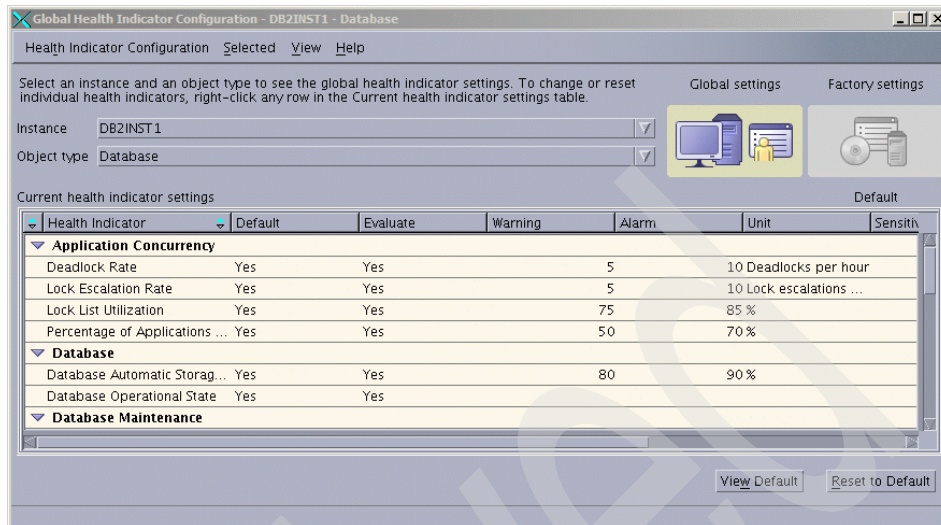 Global Health Indicator Configuration - DB2INST1 - Database
Health Indicator Configuration Selected View Help
Select an instance and an object type to see the global health indicator settings. To change or reset
individual health indicators, right-click any row in the Current health indicator settings table.
Global settings
Factory settings
Instance DB2INST1
Object type Database
Current health indicator settings
Default
Health Indicator Default Evaluate Warning Alarm Unit Sensitiv
Application Concurrency
Deadlock Rate Yes Yes 5 10 Deadlocks per hour
Lock Escalation Rate Yes Yes 5 10 Lock escalations ...
Lock List Utilization Yes Yes 75 85 %
Percentage of Applications ... Yes Yes 50 70 %
Database
Database Automatic Storag... Yes Yes 80 90 %
Database Operational State Yes Yes
Database Maintenance
View Default Reset to Default